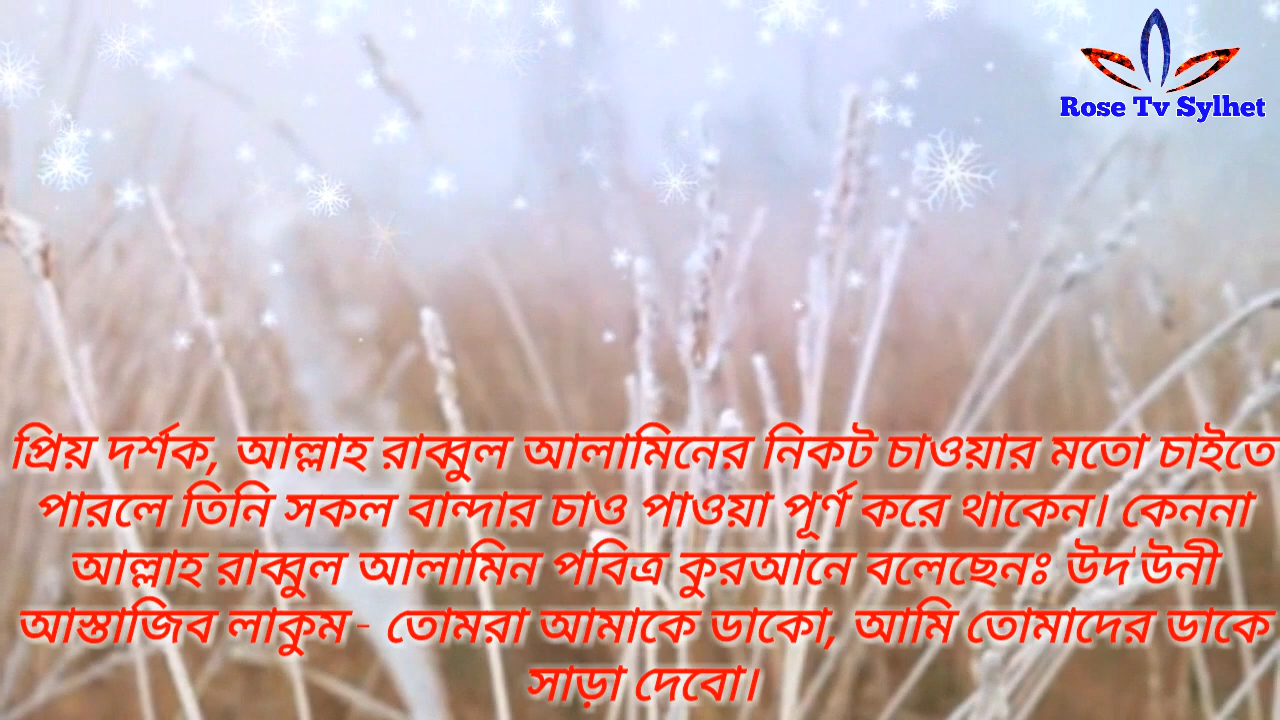 Rose Tv Sylhet
প্রিয় দর্শক, আল্লাহ রাব্বুল আলামিনের নিকট চাওয়ার মতো চাইতে
পারলে তিনি সকল বান্দার চাও পাওয়া পূর্ণ করে থাকেন। কেননা
আল্লাহ রাব্বুল আলামিন পবিত্র কুরআনে বলেছেনঃ উদ'উনী
আস্তাজিব লাকুম - তোমরা আমাকে ডাকো, আমি তোমাদের ডাকে
সাড়া দেবো।